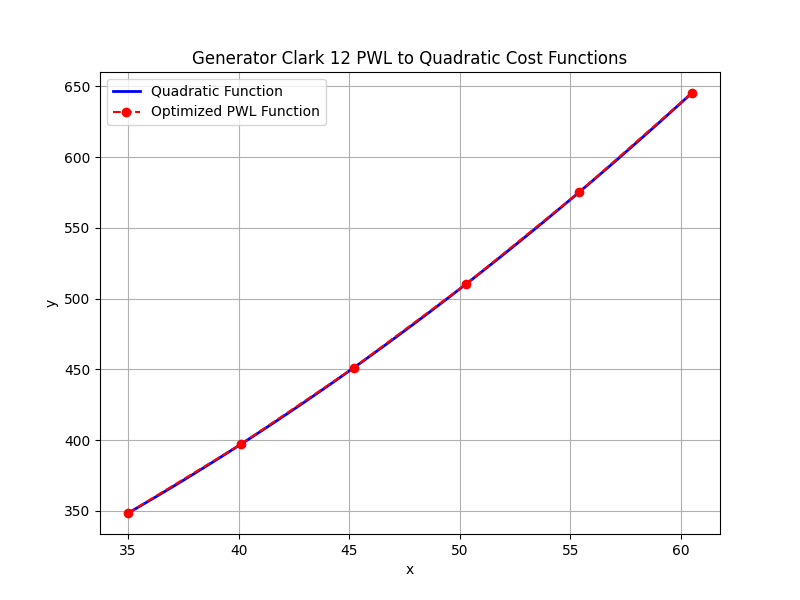 Generator Clark 12 PWL to Quadratic Cost Functions
Quadratic Function
Optimized PWL Function
650
600
550
500
450
400
350
y
35 40 45 50 55 60
x